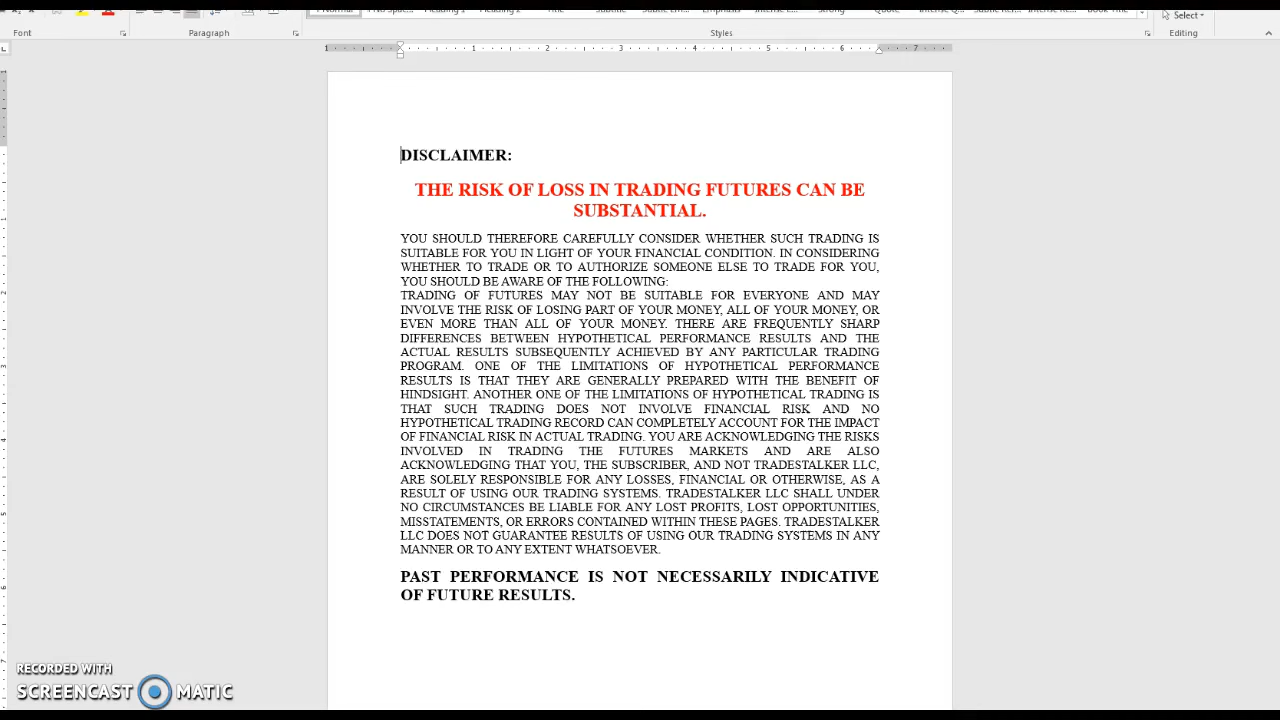 Select
Font
Paragraph
Styles
Editing
1 1 2 3 4 5 6 7
DISCLAIMER:
THE RISK OF LOSS IN TRADING FUTURES CAN BE
SUBSTANTIAL.
YOU SHOULD THEREFORE CAREFULLY CONSIDER WHETHER SUCH TRADING IS
SUITABLE FOR YOU IN LIGHT OF YOUR FINANCIAL CONDITION. IN CONSIDERING
WHETHER TO TRADE OR TO AUTHORIZE SOMEONE ELSE TO TRADE FOR YOU,
YOU SHOULD BE AWARE OF THE FOLLOWING:
TRADING OF FUTURES MAY NOT BE SUITABLE FOR EVERYONE AND MAY
INVOLVE THE RISK OF LOSING PART OF YOUR MONEY, ALL OF YOUR MONEY, OR
EVEN MORE THAN ALL OF YOUR MONEY. THERE ARE FREQUENTLY SHARP
DIFFERENCES BETWEEN HYPOTHETICAL PERFORMANCE RESULTS AND THE
ACTUAL RESULTS SUBSEQUENTLY ACHIEVED BY ANY PARTICULAR TRADING
PROGRAM. ONE OF THE LIMITATIONS OF HYPOTHETICAL PERFORMANCE
RESULTS IS THAT THEY ARE GENERALLY PREPARED WITH THE BENEFIT OF
HINDSIGHT. ANOTHER ONE OF THE LIMITATIONS OF HYPOTHETICAL TRADING IS
THAT SUCH TRADING DOES NOT INVOLVE FINANCIAL RISK AND NO
HYPOTHETICAL TRADING RECORD CAN COMPLETELY ACCOUNT FOR THE IMPACT
OF FINANCIAL RISK IN ACTUAL TRADING. YOU ARE ACKNOWLEDGING THE RISKS
INVOLVED IN TRADING THE FUTURES MARKETS AND ARE ALSO
ACKNOWLEDGING THAT YOU, THE SUBSCRIBER, AND NOT TRADESTALKER LLC,
ARE SOLELY RESPONSIBLE FOR ANY LOSSES, FINANCIAL OR OTHERWISE, AS A
RESULT OF USING OUR TRADING SYSTEMS. TRADESTALKER LLC SHALL UNDER
NO CIRCUMSTANCES BE LIABLE FOR ANY LOST PROFITS, LOST OPPORTUNITIES,
MISSTATEMENTS, OR ERRORS CONTAINED WITHIN THESE PAGES. TRADESTALKER
LLC DOES NOT GUARANTEE RESULTS OF USING OUR TRADING SYSTEMS IN ANY
MANNER OR TO ANY EXTENT WHATSOEVER.
PAST PERFORMANCE IS NOT NECESSARILY INDICATIVE
OF FUTURE RESULTS.
RECORDED WITH
SCREENCAST MATIC